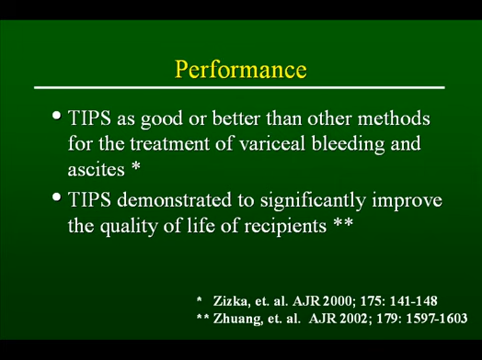 Performance
• TIPS as good or better than other methods
for the treatment of variceal bleeding and
ascites *
• TIPS demonstrated to significantly improve
the quality of life of recipients **
* Zizka, et. al. AJR 2000; 175: 141-148
** Zhuang, et. al. AJR 2002; 179: 1597-1603